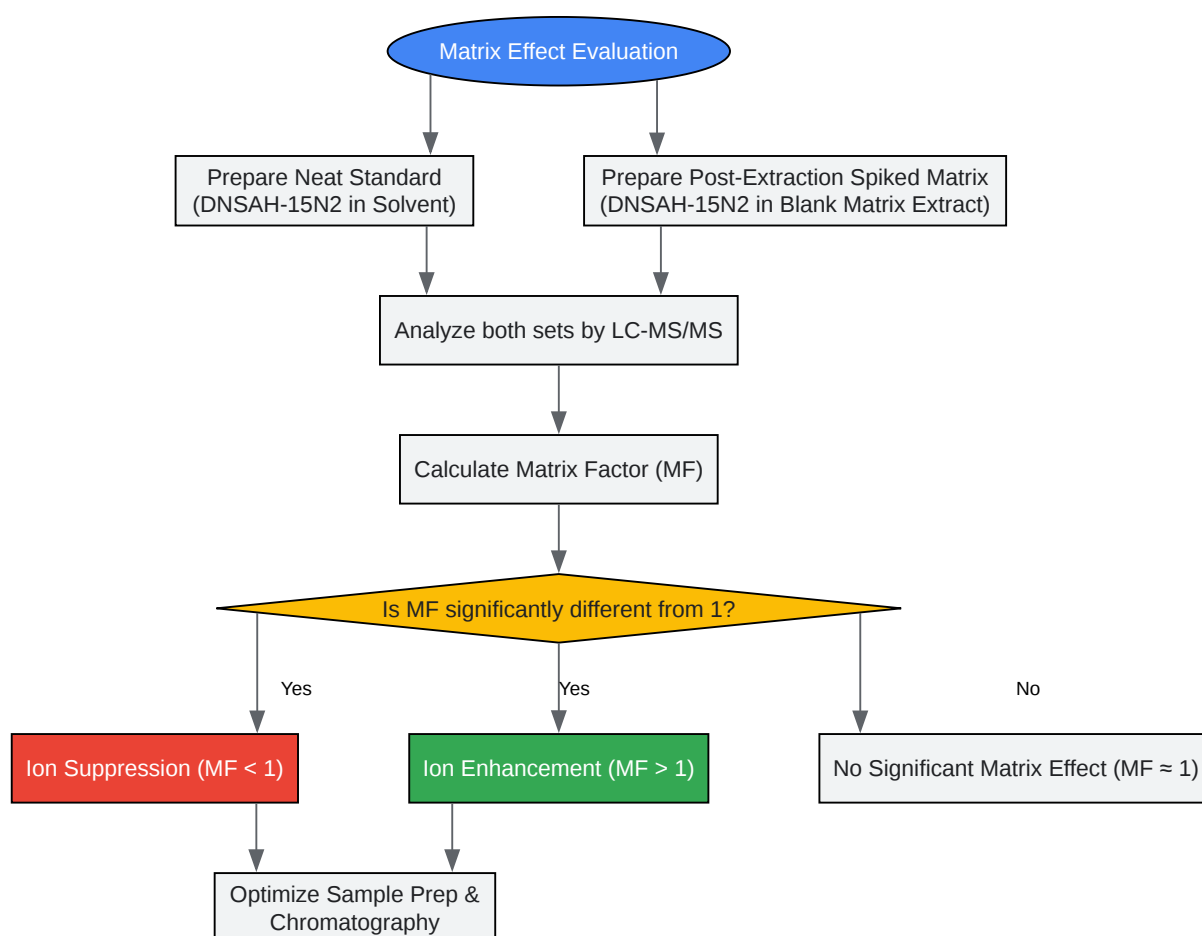 Matrix Effect Evaluation
Prepare Neat Standard
(DNSAH-15N2 in Solvent)
Prepare Post-Extraction Spiked Matrix
(DNSAH-15N2 in Blank Matrix Extract)
Analyze both sets by LC-MS/MS
Calculate Matrix Factor (MF)
Is MF significantly different from 1?
Yes
Yes
No
Ion Suppression (MF < 1)
Ion Enhancement (MF > 1)
No Significant Matrix Effect (MF ≈ 1)
Optimize Sample Prep &
Chromatography